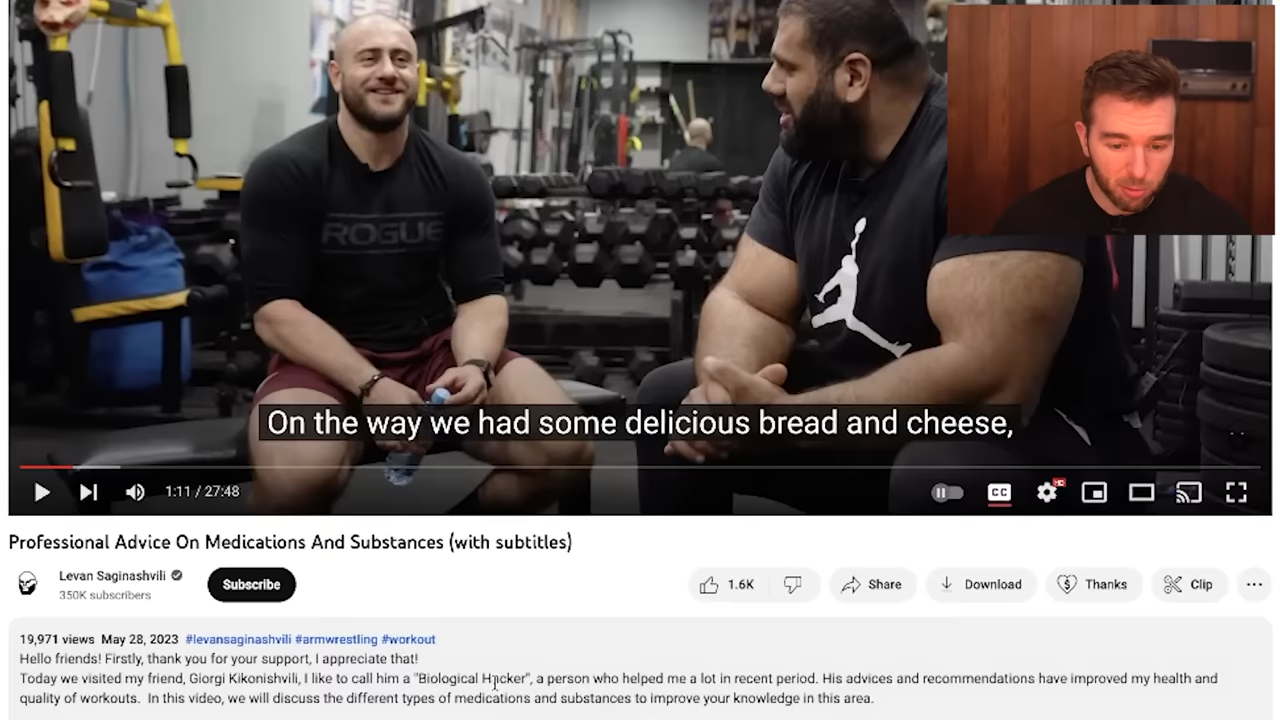 ROGUE
On the way we had some delicious bread and cheese,
1:11 / 27:48
CC
HD
Professional Advice On Medications And Substances (with subtitles)
Levan Saginashvili
350K subscribers
Subscribe
1.6K
Share
Download
Thanks
Clip
19,971 views May 28, 2023 #levansaginashvili #armwrestling #workout
Hello friends! Firstly, thank you for your support, I appreciate that!
Today we visited my friend, Giorgi Kikonishvili, I like to call him a "Biological Hacker", a person who helped me a lot in recent period. His advices and recommendations have improved my health and
quality of workouts. In this video, we will discuss the different types of medications and substances to improve your knowledge in this area.